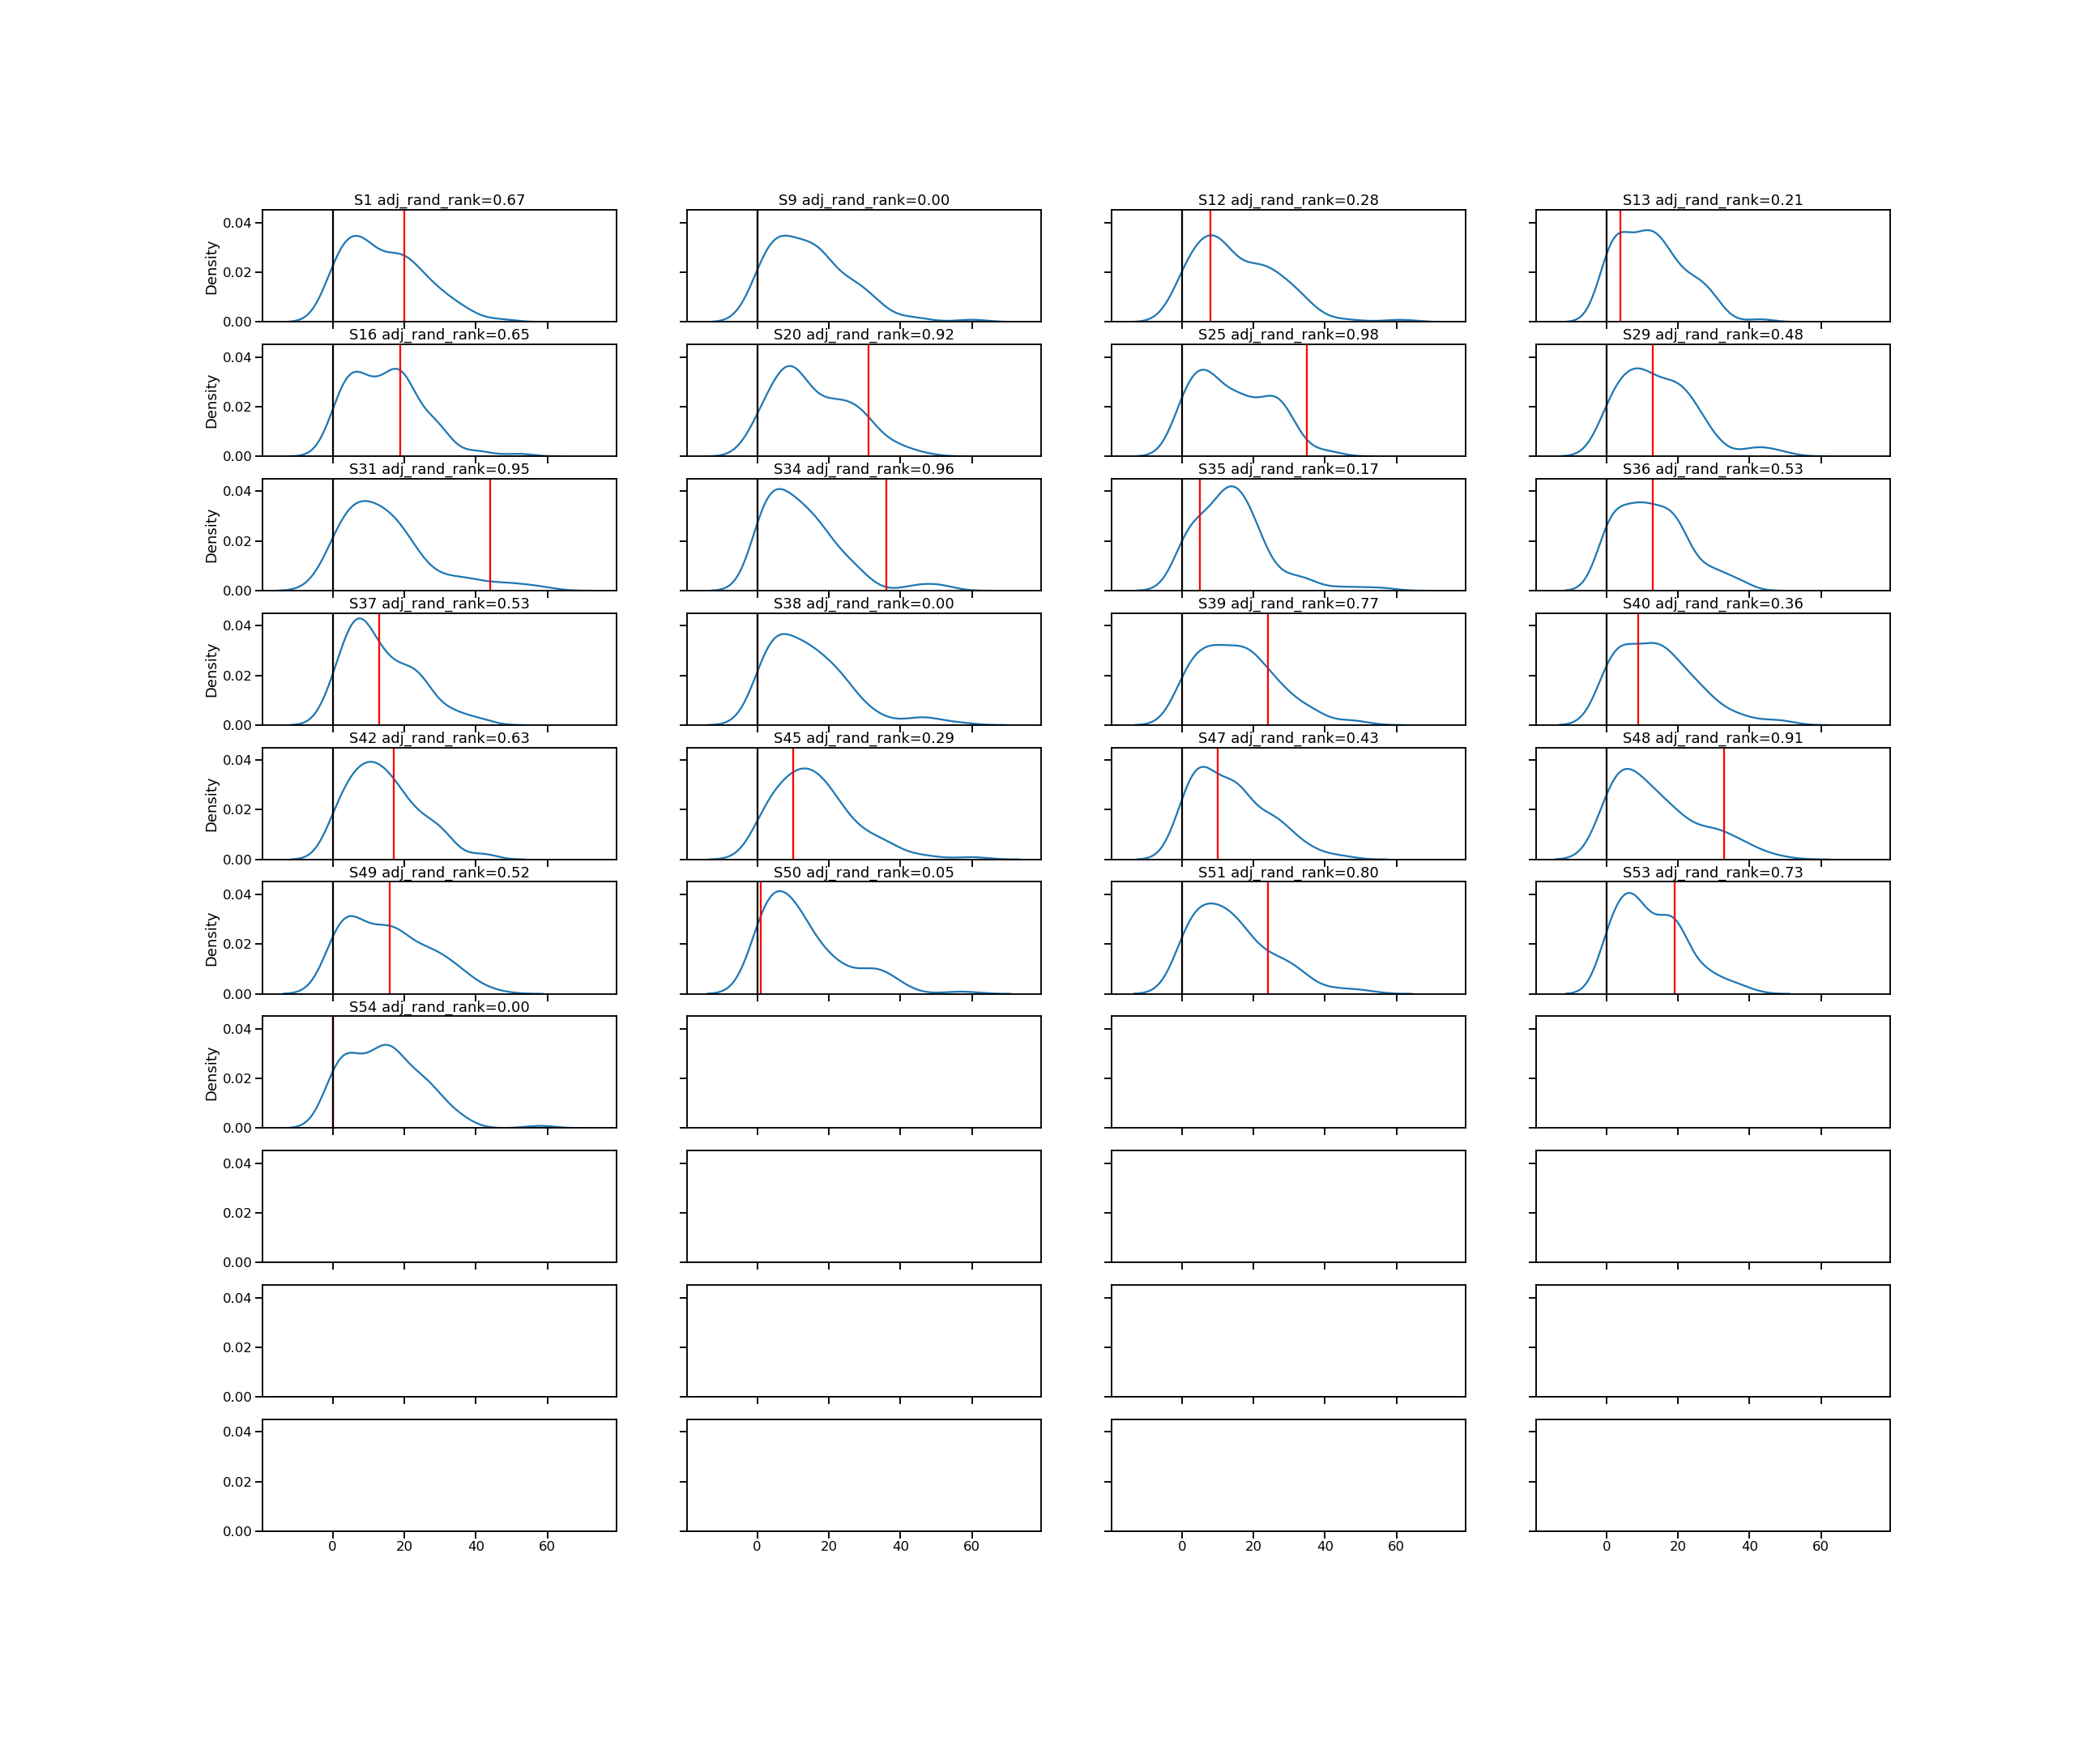 S1 adj_rand_rank=0.67 S9 adj_rand_rank=0.00 S12 adj_rand_rank=0.28 S13 adj_rand_rank=0.21
0.04
0.02
0.00
Density
S16 adj_rand_rank=0.65 S20 adj_rand_rank=0.92 S25 adj_rand_rank=0.98 S29 adj_rand_rank=0.48
0.04
0.02
0.00
Density
S31 adj_rand_rank=0.95 S34 adj_rand_rank=0.96 S35 adj_rand_rank=0.17 S36 adj_rand_rank=0.53
0.04
0.02
0.00
Density
S37 adj_rand_rank=0.53 S38 adj_rand_rank=0.00 S39 adj_rand_rank=0.77 S40 adj_rand_rank=0.36
0.04
0.02
0.00
Density
S42 adj_rand_rank=0.63 S45 adj_rand_rank=0.29 S47 adj_rand_rank=0.43 S48 adj_rand_rank=0.91
0.04
0.02
0.00
Density
S49 adj_rand_rank=0.52 S50 adj_rand_rank=0.05 S51 adj_rand_rank=0.80 S53 adj_rand_rank=0.73
0.04
0.02
0.00
Density
S54 adj_rand_rank=0.00
0.04
0.02
0.00
Density
0.04
0.02
0.00
0.04
0.02
0.00
0.04
0.02
0.00
0 20 40 60 0 20 40 60 0 20 40 60 0 20 40 60